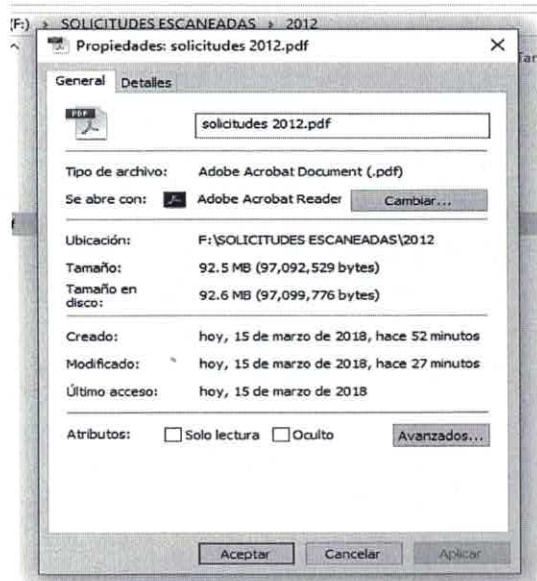 (F:) > SOLICITUDES ESCANEADAS > 2012
Propiedades: solicitudes 2012.pdf
General Detalles
PDF
solicitudes 2012.pdf
Tipo de archivo: Adobe Acrobat Document (.pdf)
Se abre con: Adobe Acrobat Reader Cambiar...
Ubicación: F:\SOLICITUDES ESCANEADAS\2012
Tamaño: 92.5 MB (97,092,529 bytes)
Tamaño en
disco: 92.6 MB (97,099,776 bytes)
Creado: hoy, 15 de marzo de 2018, hace 52 minutos
Modificado: hoy, 15 de marzo de 2018, hace 27 minutos
Último acceso: hoy, 15 de marzo de 2018
Atributos: Solo lectura Oculto Avanzados...
Aceptar Cancelar Aplicar